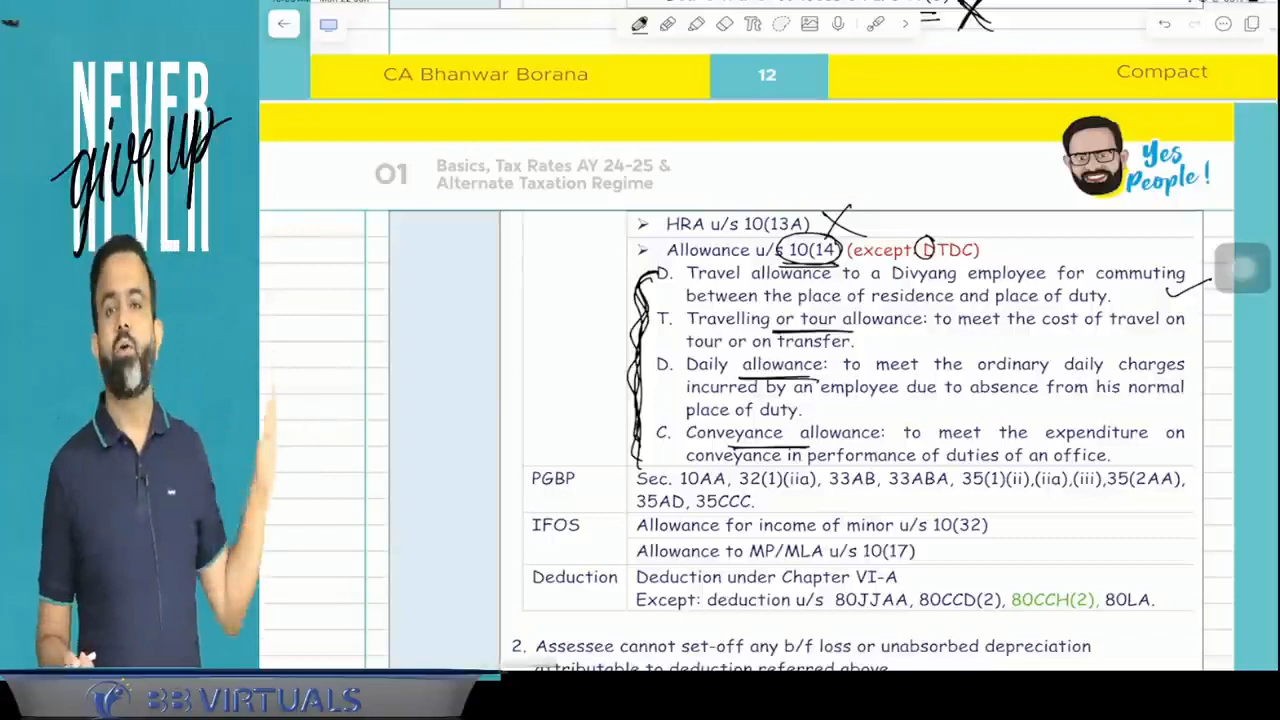 CA Bhanwar Borana
12
Compact
NEVER
give up
NEVER
01
Basics, Tax Rates AY 24-25 &
Alternate Taxation Regime
Yes
People !
➢ HRA u/s 10(13A)
➢ Allowance u/s 10(14) (except: DTDC)
D. Travel allowance to a Divyang employee for commuting
between the place of residence and place of duty.
T. Travelling or tour allowance: to meet the cost of travel on
tour or on transfer.
D. Daily allowance: to meet the ordinary daily charges
incurred by an employee due to absence from his normal
place of duty.
C. Conveyance allowance: to meet the expenditure on
conveyance in performance of duties of an office.
PGBP
Sec. 10AA, 32(1)(iia), 33AB, 33ABA, 35(1)(ii),(iia),(iii),35(2AA),
35AD, 35CCC.
IFOS
Allowance for income of minor u/s 10(32)
Allowance to MP/MLA u/s 10(17)
Deduction
Deduction under Chapter VI-A
Except: deduction u/s 80JJAA, 80CCD(2), 80CCH(2), 80LA.
2. Assessee cannot set-off any b/f loss or unabsorbed depreciation
attributable to deduction referred above
BB VIRTUALS